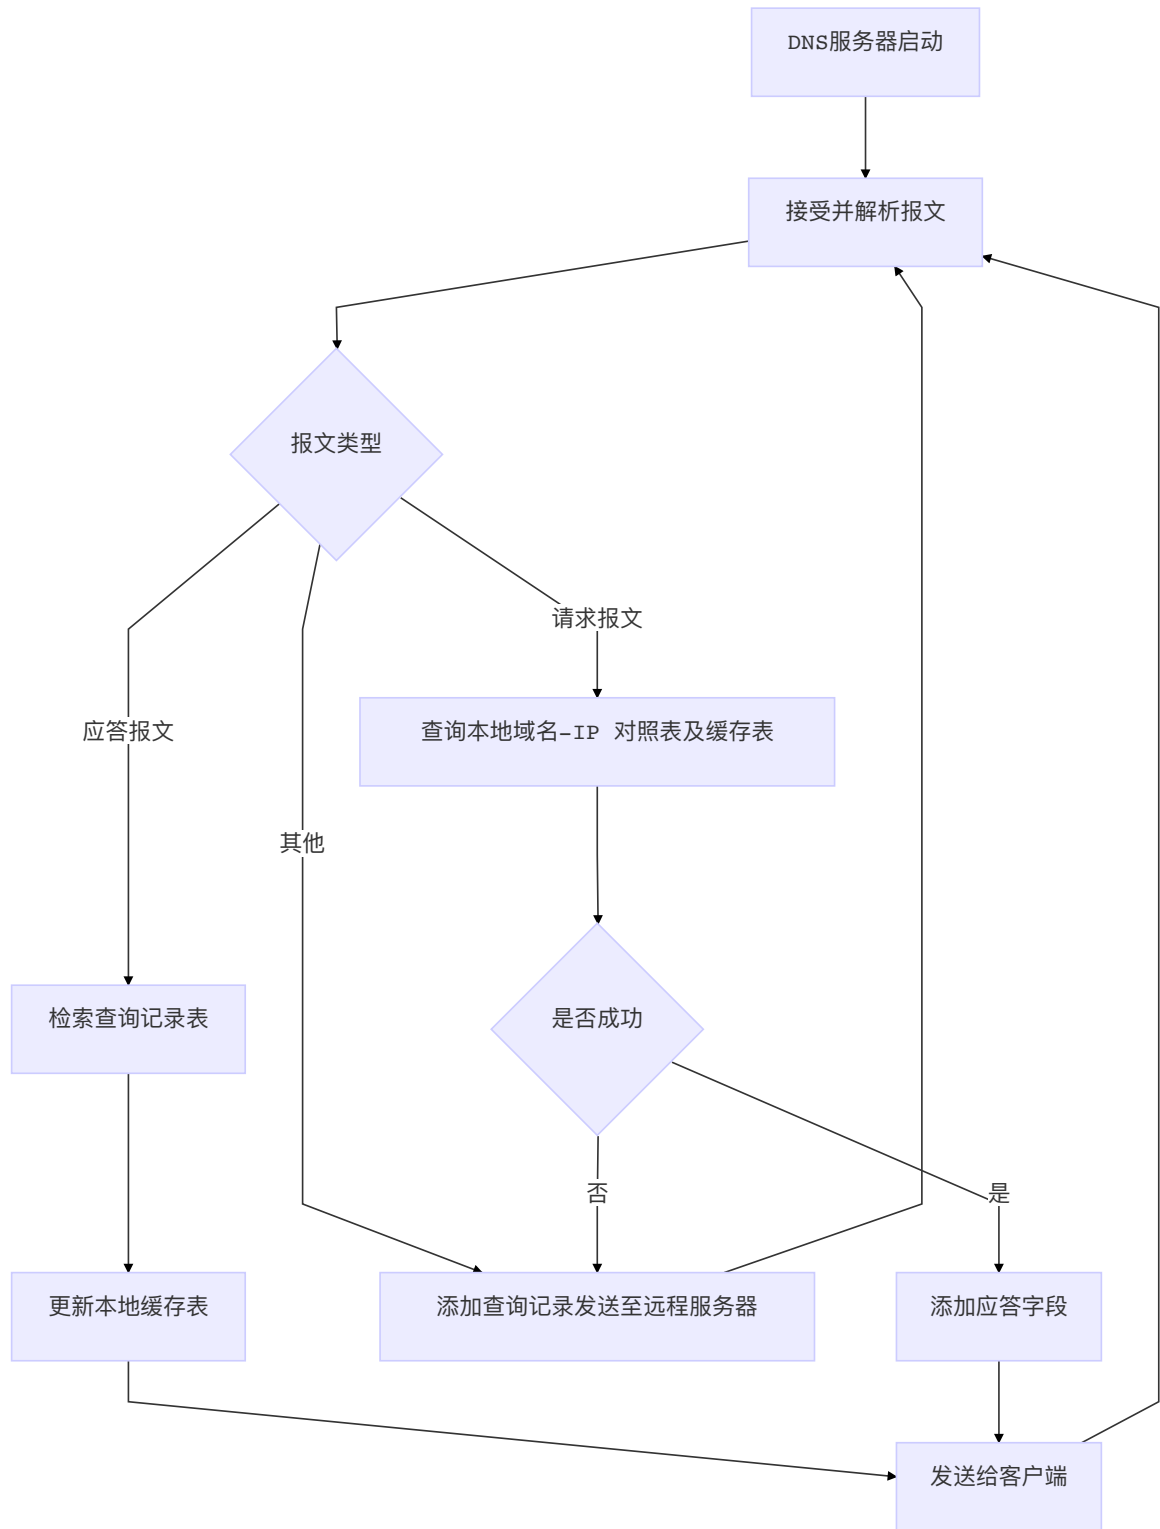 DNS服务器启动
接受并解析报文
报文类型
请求报文
应答报文
查询本地域名-IP 对照表及缓存表
其他
检索查询记录表
是否成功
否
是
更新本地缓存表
添加查询记录发送至远程服务器
添加应答字段
发送给客户端